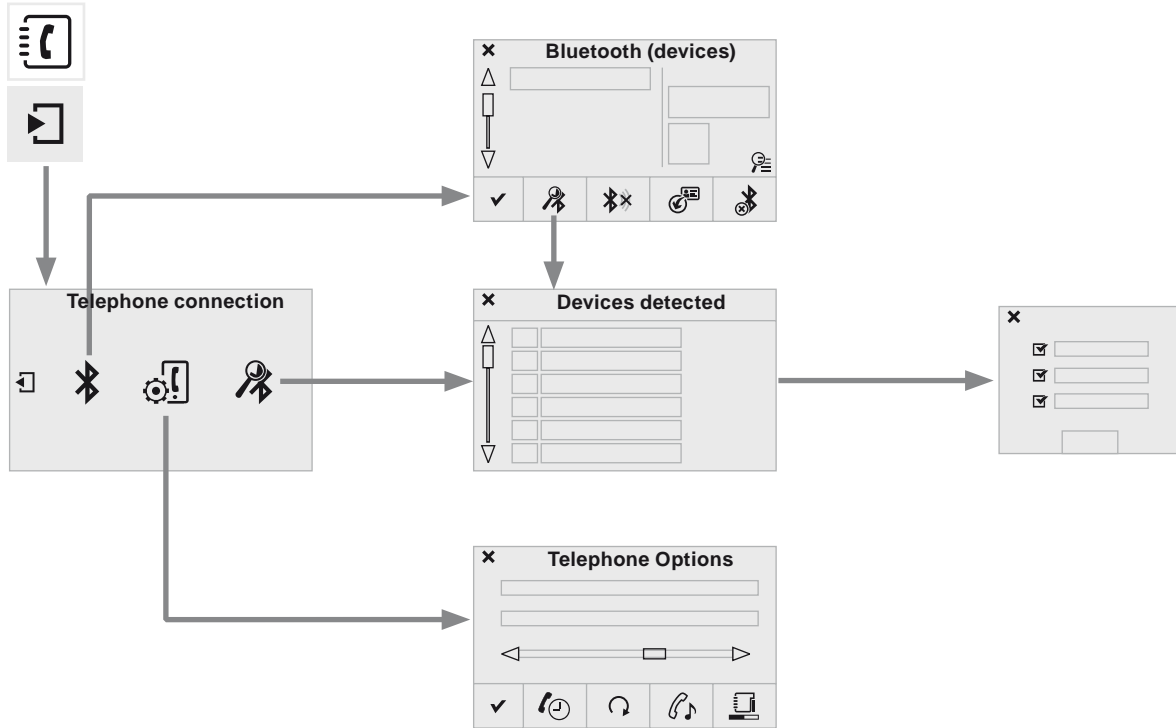 Bluetooth (devices)
Telephone connection
Devices detected
Telephone Options